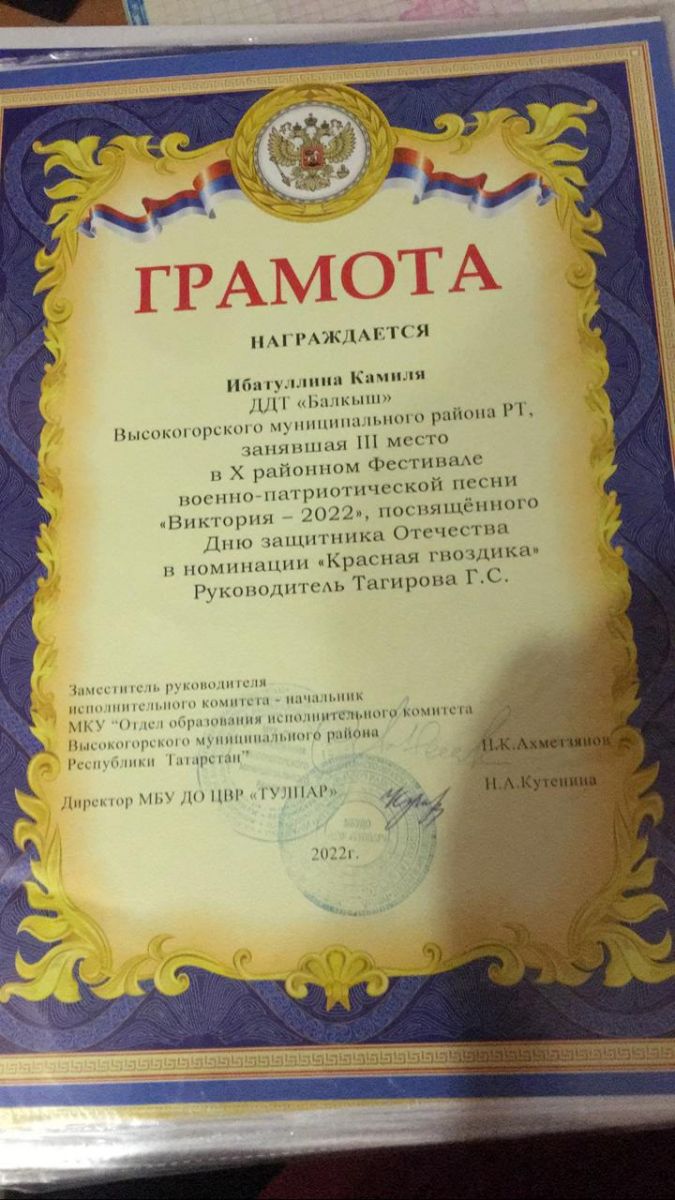 ГРАМОТА
НАГРАЖДАЕТСЯ
Ибатуллина Камиля
ДДТ «Балкыш»
Высокогорского муниципального района РТ,
занявшая III место
в X районном Фестивале
военно-патриотической песни
«Виктория – 2022», посвящённого
Дню защитника Отечества
в номинации «Красная гвоздика»
Руководитель Тагирова Г.С.
Заместитель руководителя
исполнительного комитета - начальник
МКУ “Отдел образования исполнительного комитета
Высокогорского муниципального района
Республики Татарстан”
И.К.Ахметзянов
Директор МБУ ДО ЦВР «ТУЛПАР»
Н.А.Кутенина
2022г.